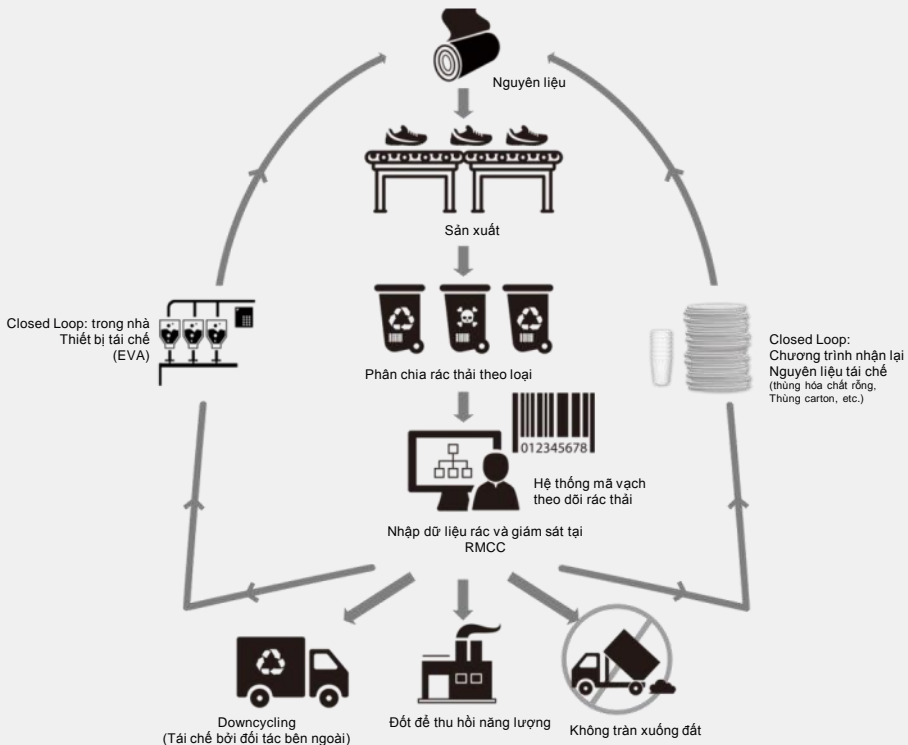 Nguyên liệu
Sản xuất
Closed Loop: trong nhà
Thiết bị tái chế
(EVA)
Closed Loop:
Chương trình nhận lại
Nguyên liệu tái chế
(thùng hóa chất rỗng,
Thùng carton, etc.)
Phân chia rác thải theo loại
012345678
Hệ thống mã vạch
theo dõi rác thải
Nhập dữ liệu rác và giám sát tại
RMCC
Downcycling
(Tái chế bởi đối tác bên ngoài)
Đốt để thu hồi năng lượng
Không tràn xuống đất